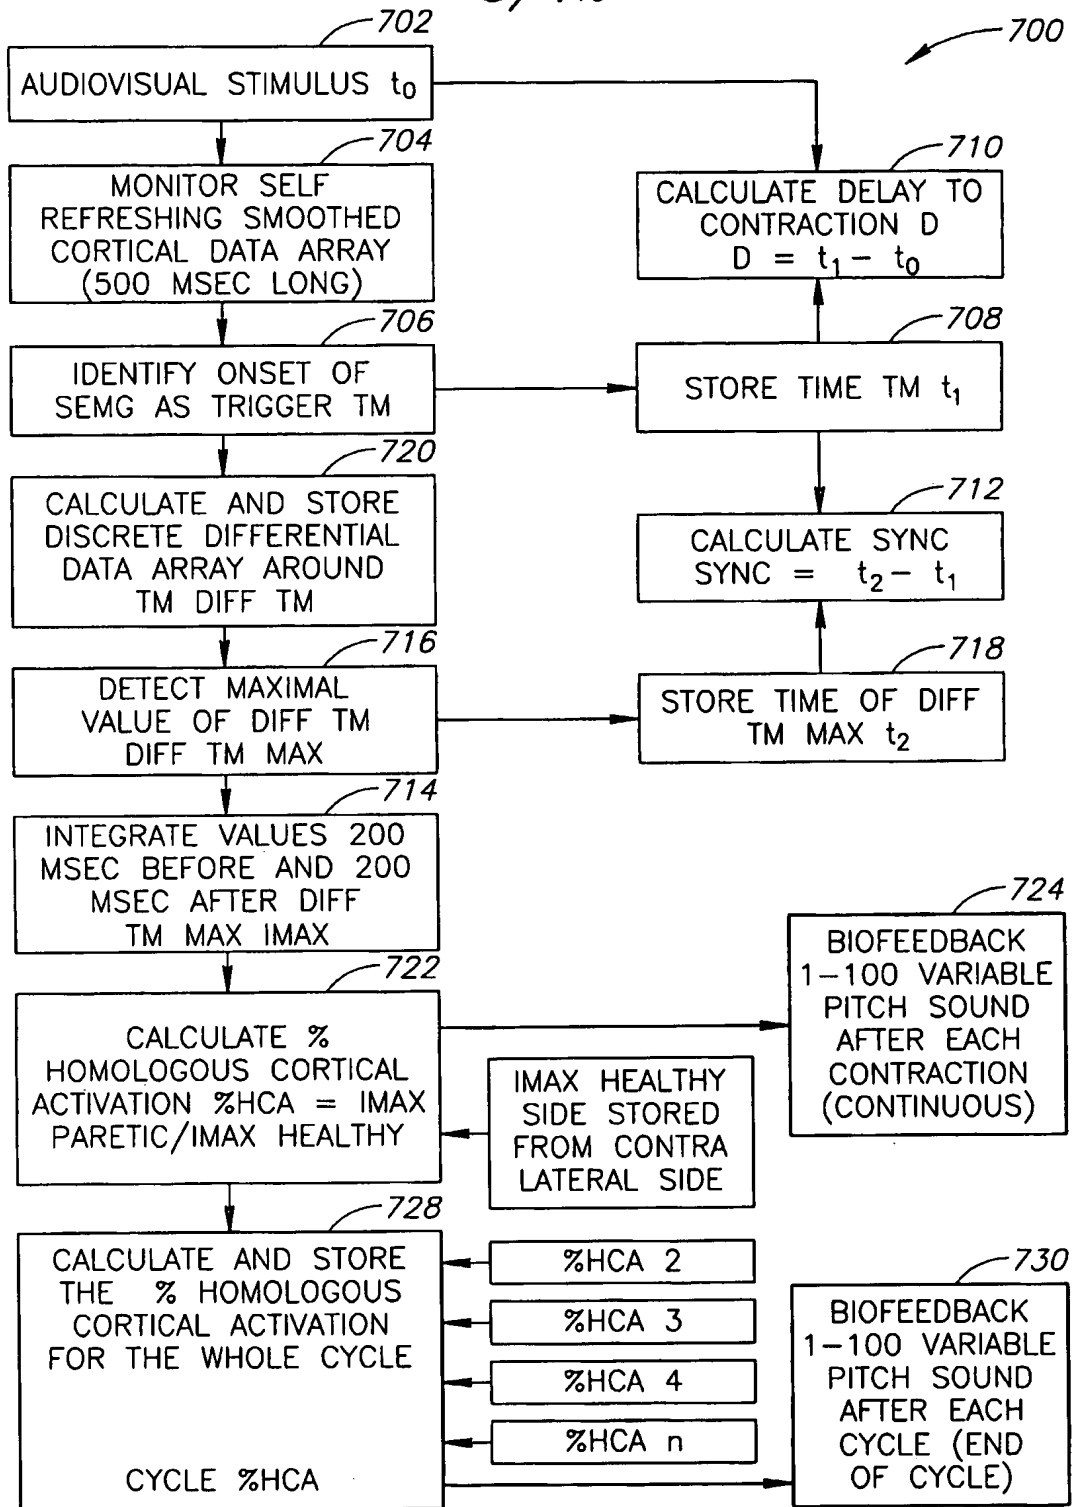 702
700
AUDIOVISUAL STIMULUS t0
704
MONITOR SELF
REFRESHING SMOOTHED
CORTICAL DATA ARRAY
(500 MSEC LONG)
710
CALCULATE DELAY TO
CONTRACTION D
D = t1 - t0
706
IDENTIFY ONSET OF
SEMG AS TRIGGER TM
708
STORE TIME TM t1
720
CALCULATE AND STORE
DISCRETE DIFFERENTIAL
DATA ARRAY AROUND
TM DIFF TM
712
CALCULATE SYNC
SYNC = t2 - t1
716
DETECT MAXIMAL
VALUE OF DIFF TM
DIFF TM MAX
718
STORE TIME OF DIFF
TM MAX t2
714
INTEGRATE VALUES 200
MSEC BEFORE AND 200
MSEC AFTER DIFF
TM MAX IMAX
724
BIOFEEDBACK
1-100 VARIABLE
PITCH SOUND
AFTER EACH
CONTRACTION
(CONTINUOUS)
722
CALCULATE %
HOMOLOGOUS CORTICAL
ACTIVATION %HCA = IMAX
PARETIC/IMAX HEALTHY
IMAX HEALTHY
SIDE STORED
FROM CONTRA
LATERAL SIDE
728
CALCULATE AND STORE
THE % HOMOLOGOUS
CORTICAL ACTIVATION
FOR THE WHOLE CYCLE
CYCLE %HCA
%HCA 2
%HCA 3
%HCA 4
%HCA n
730
BIOFEEDBACK
1-100 VARIABLE
PITCH SOUND
AFTER EACH
CYCLE (END
OF CYCLE)